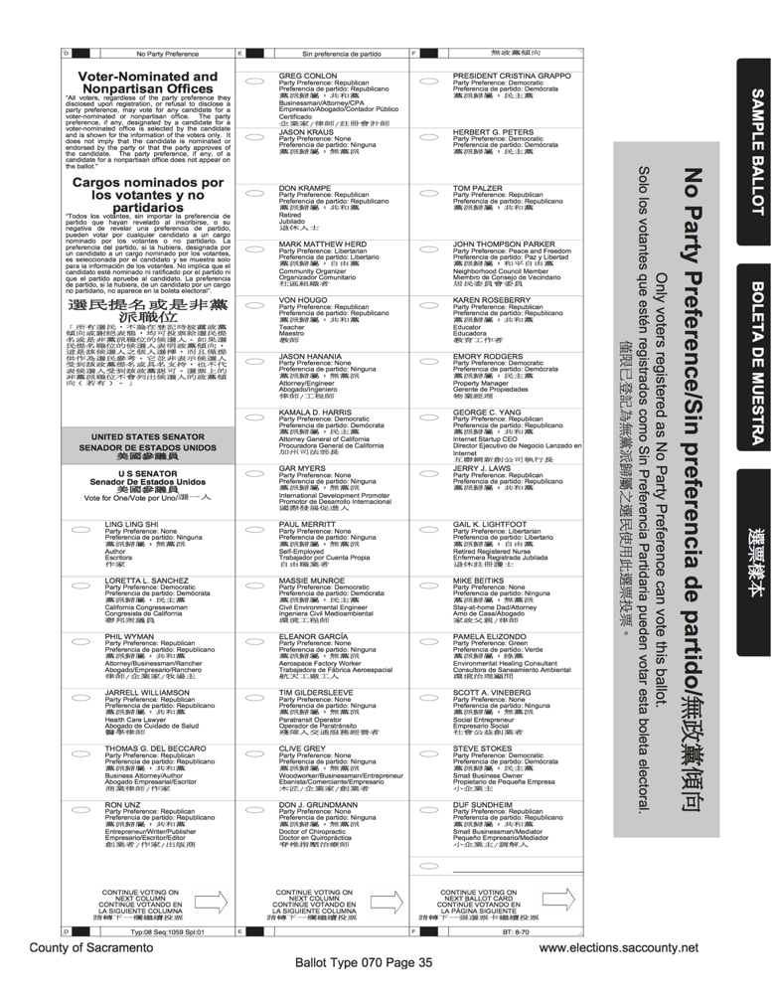 D No Party Preference
E Sin preferencia de partido
F 無政黨傾向
Voter-Nominated and
Nonpartisan Offices
"All voters, regardless of the party preference they
disclosed upon registration, or refusal to disclose a
party preference, may vote for any candidate for a
voter-nominated or nonpartisan office. The party
preference, if any, designated by a candidate for a
voter-nominated office is selected by the candidate
and is shown for the information of the voters only. It
does not imply that the candidate is nominated or
endorsed by the party or that the party approves of
the candidate. The party preference, if any, of a
candidate for a nonpartisan office does not appear on
the ballot."
Cargos nominados por
los votantes y no
partidarios
"Todos los votantes, sin importar la preferencia de
partido que hayan revelado al inscribirse, o su
negativa de revelar una preferencia de partido,
pueden votar por cualquier candidato a un cargo
nominado por los votantes o no partidario. La
preferencia del partido, si la hubiera, designada por
un candidato a un cargo nominado por los votantes,
es seleccionada por el candidato y se muestra solo
para la información de los votantes. No implica que el
candidato esté nominado ni ratificado por el partido ni
que el partido apruebe al candidato. La preferencia
de partido, si la hubiera, de un candidato por un cargo
no partidario, no aparece en la boleta electoral".
選民提名或是非黨
派職位
「所有選民，不論在登記時披露政黨
傾向或謝絕表態，均可投票給選民提
名或是非黨派職位的候選人。如果選
民提名職位的候選人表明政黨傾向，
這是該候選人之個人選擇，而且僅提
供作為選民參考。它並非表示候選人
受到該政黨提名或具名支持，也不代
表候選人受到該政黨認可。選票上的
非黨派職位不會列出候選人的政黨傾
向（若有）。」
UNITED STATES SENATOR
SENADOR DE ESTADOS UNIDOS
美國參議員
U S SENATOR
Senador De Estados Unidos
美國參議員
Vote for One/Vote por Uno/選一人
LING LING SHI
Party Preference: None
Preferencia de partido: Ninguna
黨派歸屬，無黨派
Author
Escritora
作家
LORETTA L. SANCHEZ
Party Preference: Democratic
Preferencia de partido: Demócrata
黨派歸屬，民主黨
California Congresswoman
Congresista de California
聯邦眾議員
PHIL WYMAN
Party Preference: Republican
Preferencia de partido: Republicano
黨派歸屬，共和黨
Attorney/Businessman/Rancher
Abogado/Empresario/Ranchero
律師/企業家/牧場主
JARRELL WILLIAMSON
Party Preference: Republican
Preferencia de partido: Republicano
黨派歸屬，共和黨
Health Care Lawyer
Abogado de Cuidado de Salud
醫學律師
THOMAS G. DEL BECCARO
Party Preference: Republican
Preferencia de partido: Republicano
黨派歸屬，共和黨
Business Attorney/Author
Abogado Empresarial/Escritor
商業律師/作家
RON UNZ
Party Preference: Republican
Preferencia de partido: Republicano
黨派歸屬，共和黨
Entrepreneur/Writer/Publisher
Empresario/Escritor/Editor
創業者/作家/出版商
CONTINUE VOTING ON
NEXT COLUMN
CONTINÚE VOTANDO EN
LA SIGUIENTE COLUMNA
請轉下一欄繼續投票
GREG CONLON
Party Preference: Republican
Preferencia de partido: Republicano
黨派歸屬，共和黨
Businessman/Attorney/CPA
Empresario/Abogado/Contador Público
Certificado
企業家/律師/註冊會計師
JASON KRAUS
Party Preference: None
Preferencia de partido: Ninguno
黨派歸屬，無黨派
DON KRAMPE
Party Preference: Republican
Preferencia de partido: Republicano
黨派歸屬，共和黨
Retired
Jubilado
退休人士
MARK MATTHEW HERD
Party Preference: Libertarian
Preferencia de partido: Libertario
黨派歸屬，自由黨
Community Organizer
Organizador Comunitario
社區組織者
VON HOUGO
Party Preference: Republican
Preferencia de partido: Republicano
黨派歸屬，共和黨
Teacher
Maestro
教師
JASON HANANIA
Party Preference: None
Preferencia de partido: Ninguna
黨派歸屬，無黨派
Attorney/Engineer
Abogado/Ingeniero
律師/工程師
KAMALA D. HARRIS
Party Preference: Democratic
Preferencia de partido: Demócrata
黨派歸屬，民主黨
Attorney General of California
Procuradora General de California
加州司法部長
GAR MYERS
Party Preference: None
Preferencia de partido: Ninguna
黨派歸屬，無黨派
International Development Promoter
Promotor de Desarrollo Internacional
國際發展促進人
PAUL MERRITT
Party Preference: None
Preferencia de partido: Ninguna
黨派歸屬，無黨派
Self-Employed
Trabajador por Cuenta Propia
自由職業者
MASSIE MUNROE
Party Preference: Democratic
Preferencia de partido: Demócrata
黨派歸屬，民主黨
Civil Environmental Engineer
Ingeniera Civil Medioambiental
環境工程師
ELEANOR GARCÍA
Party Preference: None
Preferencia de partido: Ninguna
黨派歸屬，無黨派
Aerospace Factory Worker
Trabajadora de Fábrica Aeroespacial
航天工廠工人
TIM GILDERSLEEVE
Party Preference: None
Preferencia de partido: Ninguna
黨派歸屬，無黨派
Paratransit Operator
Operador de Paratránsito
殘障人交通服務經營者
CLIVE GREY
Party Preference: None
Preferencia de partido: Ninguna
黨派歸屬，無黨派
Woodworker/Businessman/Entrepreneur
Ebanista/Comerciante/Empresario
木匠/企業家/創業者
DON J. GRUNDMANN
Party Preference: None
Preferencia de partido: Ninguna
黨派歸屬，無黨派
Doctor of Chiropractic
Doctor en Quiropráctica
脊椎指壓治療師
CONTINUE VOTING ON
NEXT COLUMN
CONTINÚE VOTANDO EN
LA SIGUIENTE COLUMNA
請轉下一欄繼續投票
PRESIDENT CRISTINA GRAPPO
Party Preference: Democratic
Preferencia de partido: Demócrata
黨派歸屬，民主黨
HERBERT G. PETERS
Party Preference: Democratic
Preferencia de partido: Demócrata
黨派歸屬，民主黨
TOM PALZER
Party Preference: Republican
Preferencia de partido: Republicano
黨派歸屬，共和黨
JOHN THOMPSON PARKER
Party Preference: Peace and Freedom
Preferencia de partido: Paz y Libertad
黨派歸屬，和平自由黨
Neighborhood Council Member
Miembro de Consejo de Vecindario
居民委員會委員
KAREN ROSEBERRY
Party Preference: Republican
Preferencia de partido: Republicano
黨派歸屬，共和黨
Educator
Educadora
教育工作者
EMORY RODGERS
Party Preference: Democratic
Preferencia de partido: Demócrata
黨派歸屬，民主黨
Property Manager
Gerente de Propiedades
物業經理
GEORGE C. YANG
Party Preference: Republican
Preferencia de partido: Republicano
黨派歸屬，共和黨
Internet Startup CEO
Director Ejecutivo de Negocio Lanzado en
Internet
互聯網新創公司執行長
JERRY J. LAWS
Party Preference: Republican
Preferencia de partido: Republicano
黨派歸屬，共和黨
GAIL K. LIGHTFOOT
Party Preference: Libertarian
Preferencia de partido: Libertario
黨派歸屬，自由黨
Retired Registered Nurse
Enfermera Registrada Jubilada
退休註冊護士
MIKE BEITIKS
Party Preference: None
Preferencia de partido: Ninguna
黨派歸屬，無黨派
Stay-at-home Dad/Attorney
Amo de Casa/Abogado
家政父親/律師
PAMELA ELIZONDO
Party Preference: Green
Preferencia de partido: Verde
黨派歸屬，綠黨
Environmental Healing Consultant
Consultora de Saneamiento Ambiental
環境治理顧問
SCOTT A. VINEBERG
Party Preference: None
Preferencia de partido: Ninguna
黨派歸屬，無黨派
Social Entrepreneur
Empresario Social
社會公益創業者
STEVE STOKES
Party Preference: Democratic
Preferencia de partido: Demócrata
黨派歸屬，民主黨
Small Business Owner
Propietario de Pequeña Empresa
小企業主
DUF SUNDHEIM
Party Preference: Republican
Preferencia de partido: Republicano
黨派歸屬，共和黨
Small Businessman/Mediator
Pequeño Empresario/Mediador
小企業主/調解人
CONTINUE VOTING ON
NEXT BALLOT CARD
CONTINÚE VOTANDO EN
LA PÁGINA SIGUIENTE
請轉下一張選票卡繼續投票
D Typ:08 Seq:1059 Spl:01
E
F BT: 8-70
No Party Preference/Sin preferencia de partido/無政黨傾向
Only voters registered as No Party Preference can vote this ballot.
Solo los votantes que estén registrados como Sin Preferencia Partidaria pueden votar esta boleta electoral.
僅限已登記為無黨派歸屬之選民使用此選票投票。
SAMPLE BALLOT
BOLETA DE MUESTRA
選票樣本
County of Sacramento
www.elections.saccounty.net
Ballot Type 070 Page 35